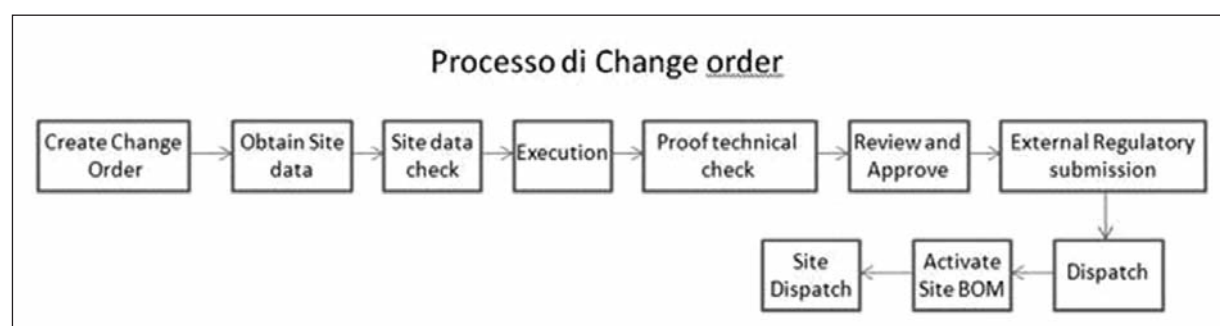 Processo di Change order
Create Change
Order
Obtain Site
data
Site data
check
Execution
Proof technical
check
Review and
Approve
External Regulatory
submission
Dispatch
Activate
Site BOM
Site
Dispatch